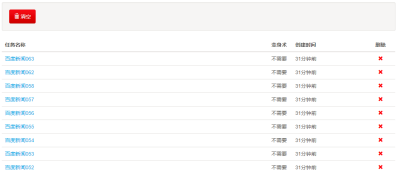 清空
任务名称 变身术 创建时间 删除
百度新闻063 不需要 31分钟前
百度新闻062 不需要 31分钟前
百度新闻058 不需要 31分钟前
百度新闻057 不需要 31分钟前
百度新闻056 不需要 31分钟前
百度新闻055 不需要 31分钟前
百度新闻054 不需要 31分钟前
百度新闻053 不需要 31分钟前
百度新闻052 不需要 31分钟前